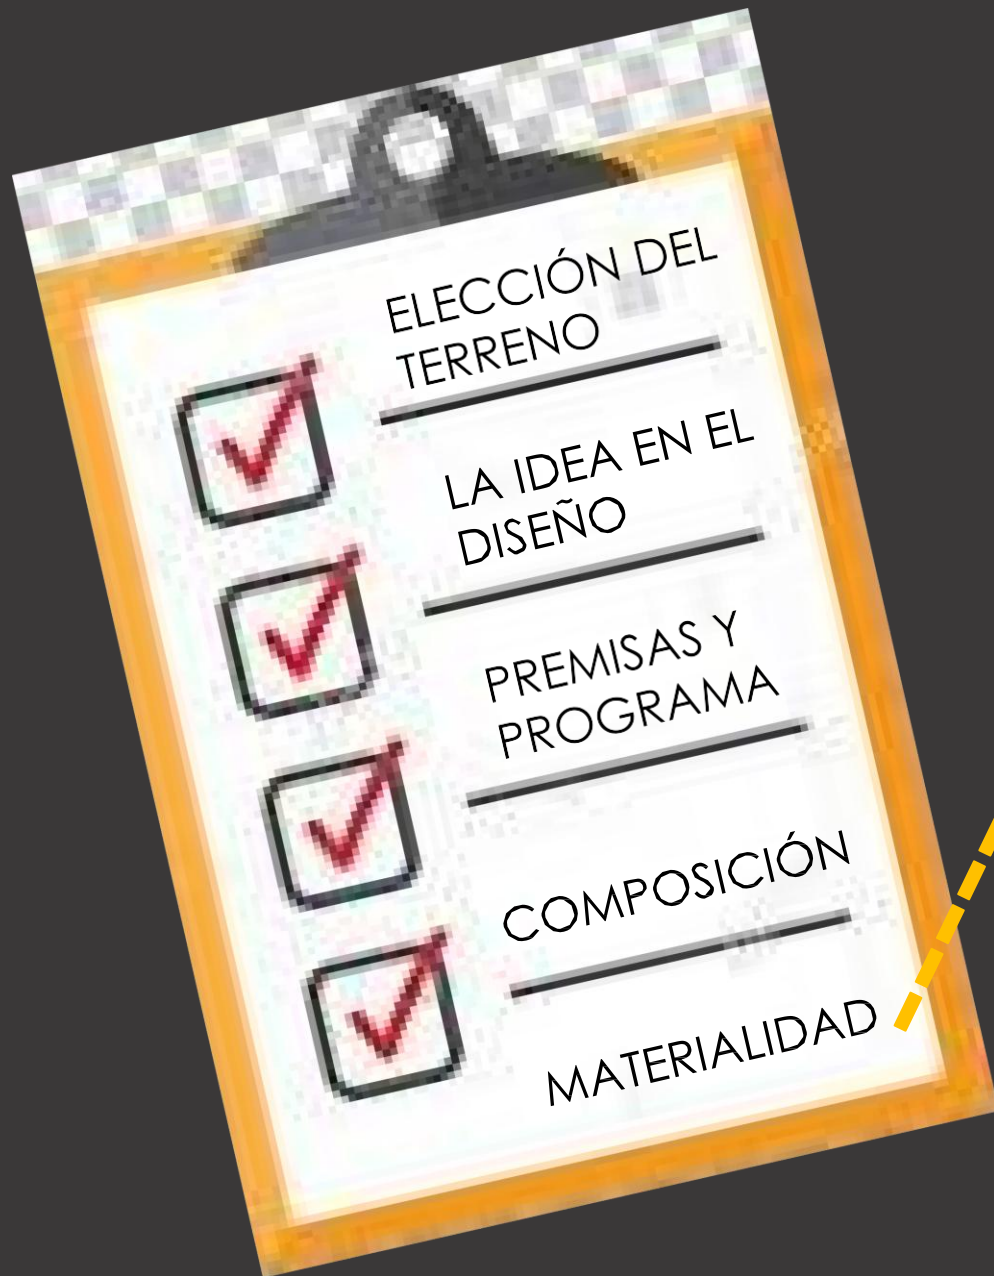 ELECCIÓN DEL
TERRENO
LA IDEA EN EL
DISEÑO
PREMISAS Y
PROGRAMA
COMPOSICIÓN
MATERIALIDAD